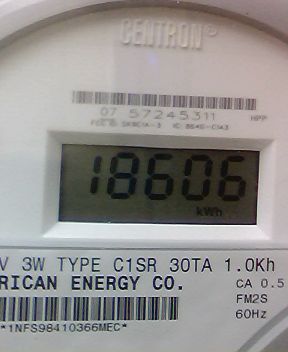 CENTRON®
07 57245311 HPP
18606
kWh
V 3W TYPE C1SR 30TA 1.0Kh
RICAN ENERGY CO. CA 0.5
FM2S
*1NFS98410366MEC* 60Hz